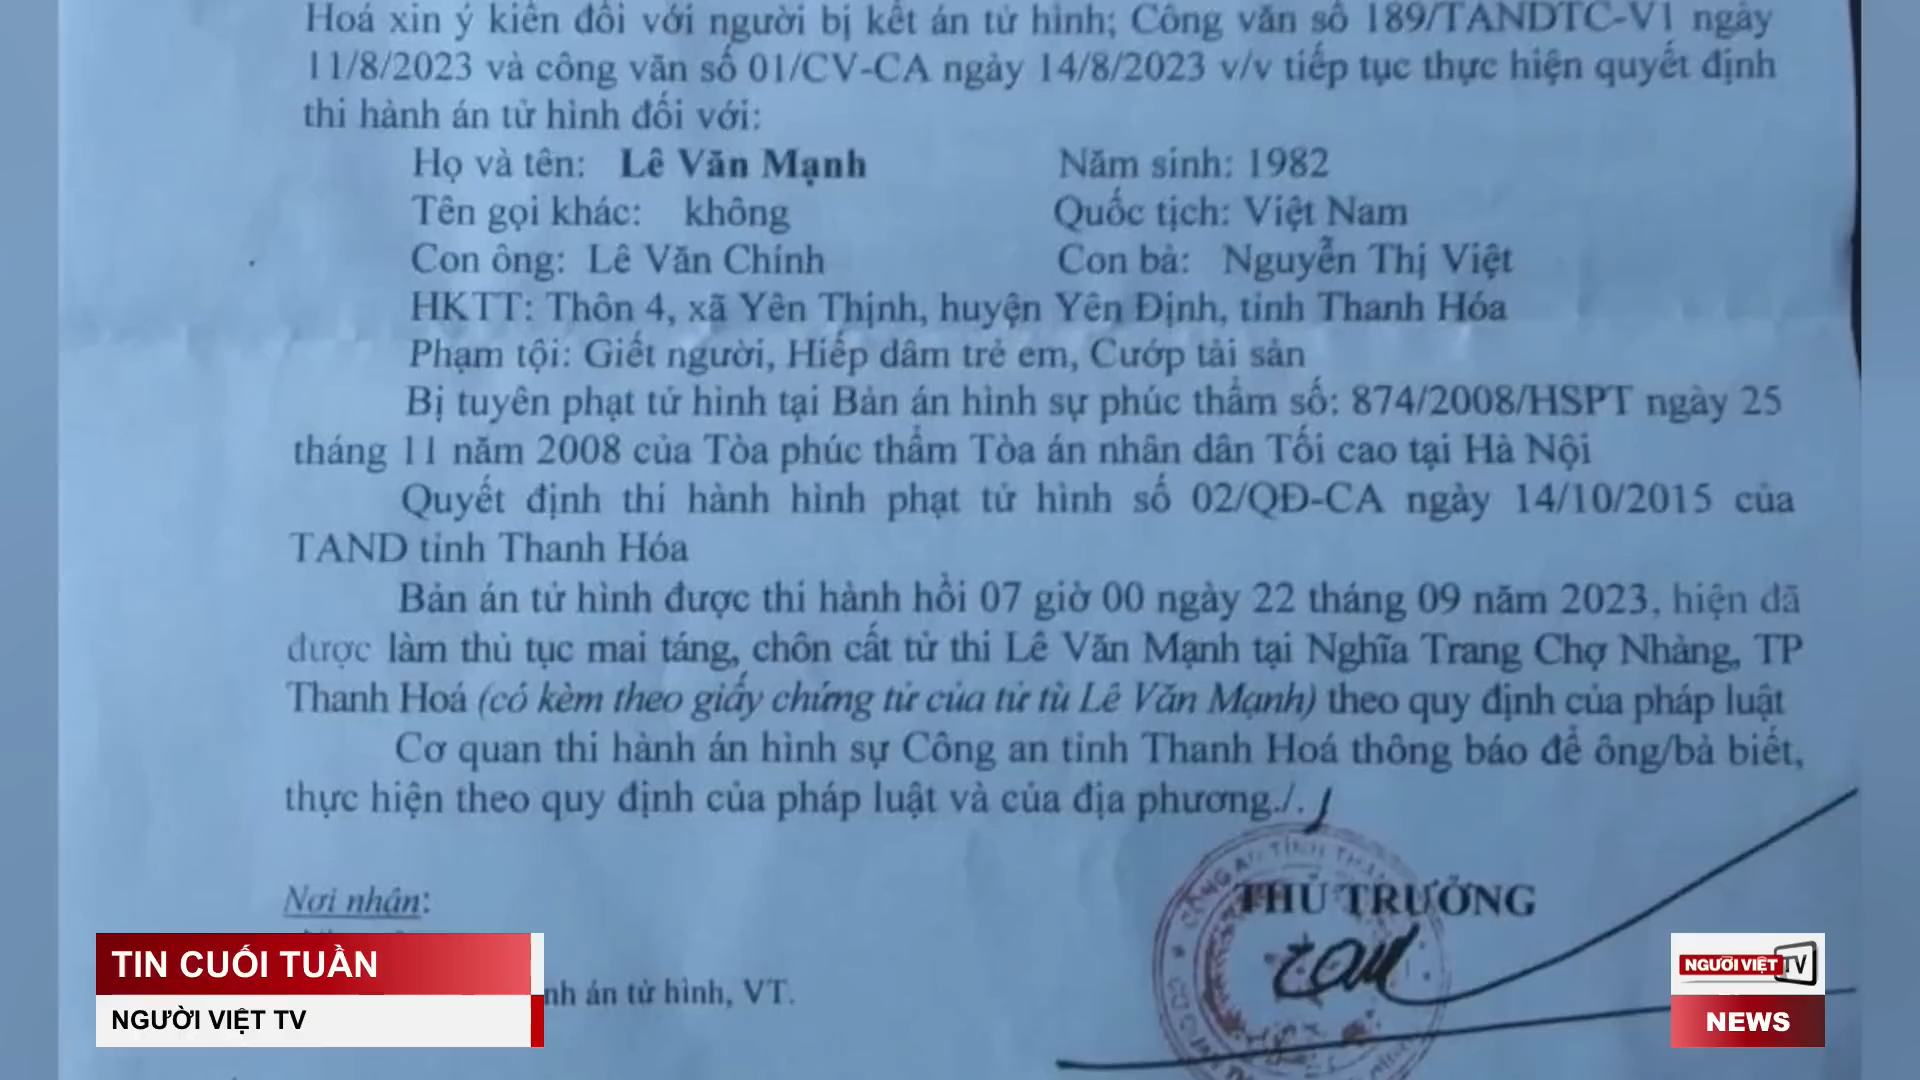 Hoá xin ý kiến đối với người bị kết án tử hình; Công văn số 189/TANDTC-V1 ngày
11/8/2023 và công văn số 01/CV-CA ngày 14/8/2023 v/v tiếp tục thực hiện quyết định
thi hành án tử hình đối với:
Họ và tên: Lê Văn Mạnh Năm sinh: 1982
Tên gọi khác: không Quốc tịch: Việt Nam
Con ông: Lê Văn Chính Con bà: Nguyễn Thị Việt
HKTT: Thôn 4, xã Yên Thịnh, huyện Yên Định, tỉnh Thanh Hóa
Phạm tội: Giết người, Hiếp dâm trẻ em, Cướp tài sản
Bị tuyên phạt tử hình tại Bản án hình sự phúc thẩm số: 874/2008/HSPT ngày 25
tháng 11 năm 2008 của Tòa phúc thẩm Tòa án nhân dân Tối cao tại Hà Nội
Quyết định thi hành hình phạt tử hình số 02/QĐ-CA ngày 14/10/2015 của
TAND tỉnh Thanh Hóa
Bản án tử hình được thi hành hồi 07 giờ 00 ngày 22 tháng 09 năm 2023, hiện đã
được làm thủ tục mai táng, chôn cất tử thi Lê Văn Mạnh tại Nghĩa Trang Chợ Nhàng, TP
Thanh Hoá (có kèm theo giấy chứng tử của tử tù Lê Văn Mạnh) theo quy định của pháp luật
Cơ quan thi hành án hình sự Công an tỉnh Thanh Hoá thông báo để ông/bà biết,
thực hiện theo quy định của pháp luật và của địa phương./.
Nơi nhận:
THỦ TRƯỞNG
CÔNG AN TỈNH
nh án tử hình, VT.
TIN CUỐI TUẦN
NGƯỜI VIỆT TV
NGƯỜI VIỆT TV
NEWS